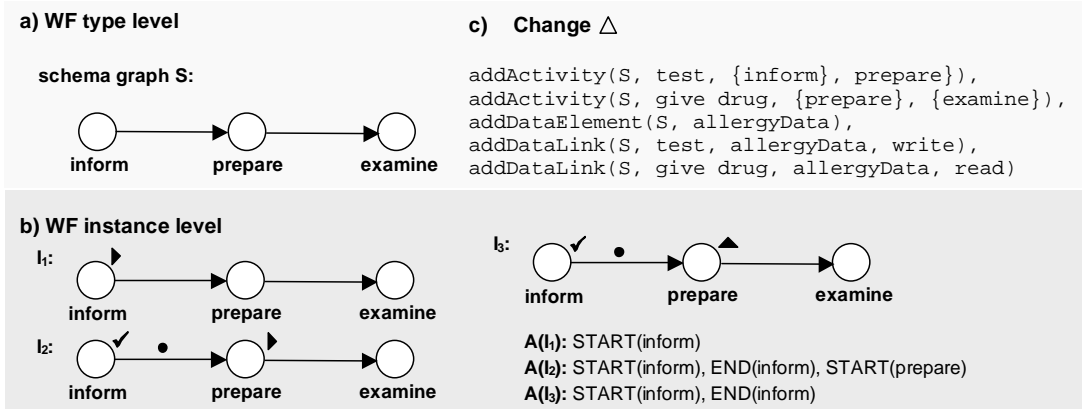 a) WF type level
schema graph S:
inform prepare examine
c) Change △
addActivity(S, test, {inform}, prepare}),
addActivity(S, give drug, {prepare}, {examine}),
addDataElement(S, allergyData),
addDataLink(S, test, allergyData, write),
addDataLink(S, give drug, allergyData, read)
b) WF instance level
I₁:
inform prepare examine
I₂:
inform prepare examine
I₃:
inform prepare examine
A(I₁): START(inform)
A(I₂): START(inform), END(inform), START(prepare)
A(I₃): START(inform), END(inform)